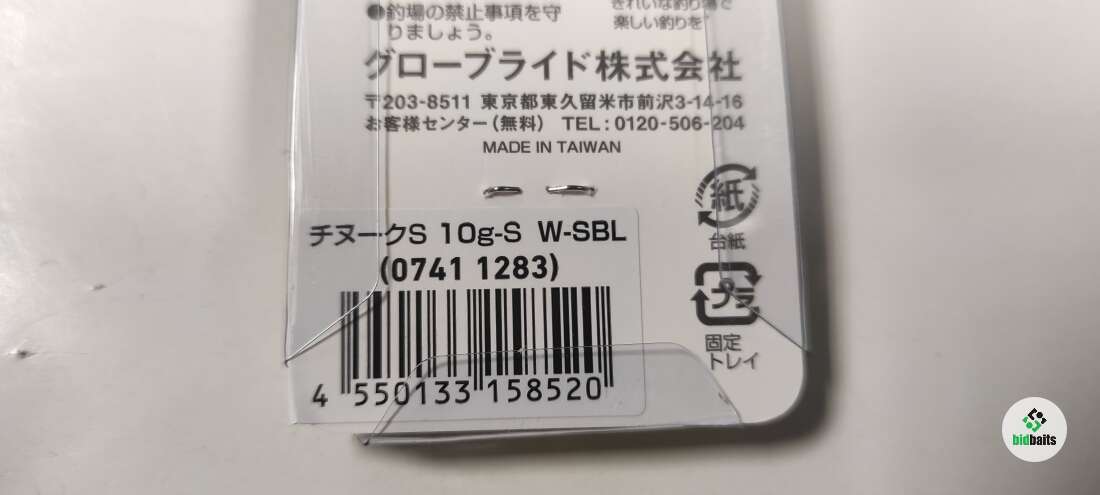 ●釣場の禁止事項を守
りましょう。
きれいな釣り場で
楽しい釣りを
グローブライド株式会社
〒203-8511 東京都東久留米市前沢3-14-16
お客様センター(無料) TEL:0120-506-204
MADE IN TAIWAN
紙
台紙
チヌークS 10g-S W-SBL
(0741 1283)
プラ
固定
トレイ
4 550133 158520
bidbaits